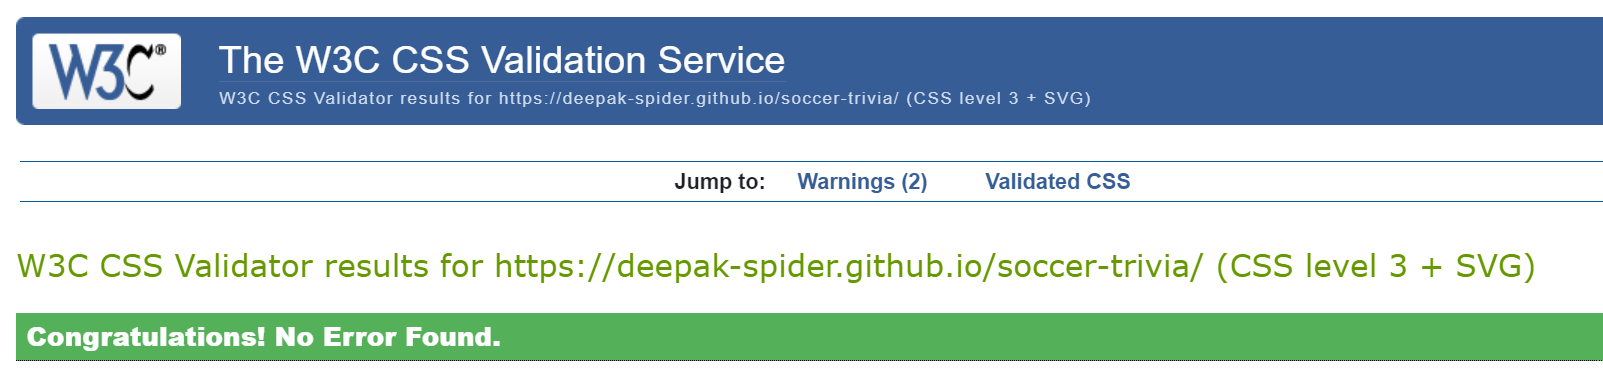 W3C®
The W3C CSS Validation Service
W3C CSS Validator results for https://deepak-spider.github.io/soccer-trivia/ (CSS level 3 + SVG)
Jump to: Warnings (2) Validated CSS
W3C CSS Validator results for https://deepak-spider.github.io/soccer-trivia/ (CSS level 3 + SVG)
Congratulations! No Error Found.